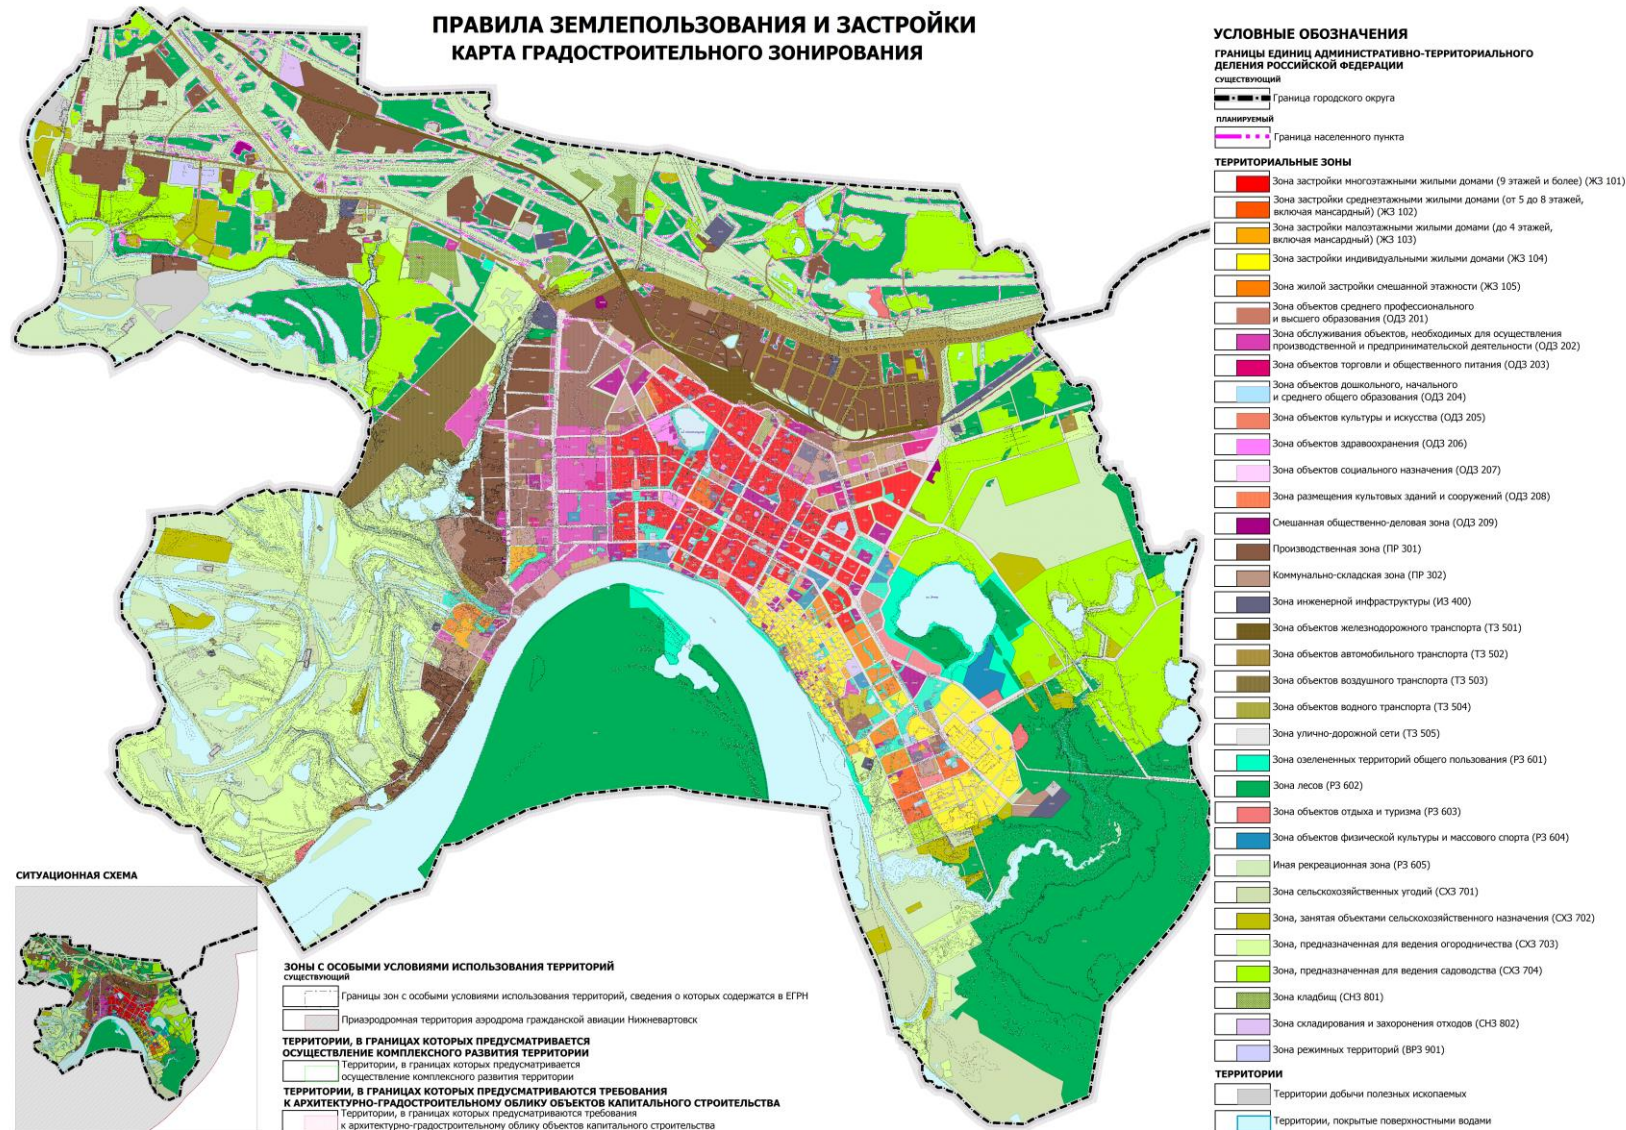 ПРАВИЛА ЗЕМЛЕПОЛЬЗОВАНИЯ И ЗАСТРОЙКИ
КАРТА ГРАДОСТРОИТЕЛЬНОГО ЗОНИРОВАНИЯ
УСЛОВНЫЕ ОБОЗНАЧЕНИЯ
ГРАНИЦЫ ЕДИНИЦ АДМИНИСТРАТИВНО-ТЕРРИТОРИАЛЬНОГО
ДЕЛЕНИЯ РОССИЙСКОЙ ФЕДЕРАЦИИ
СУЩЕСТВУЮЩИЙ
Граница городского округа
ПЛАНИРУЕМЫЙ
Граница населенного пункта
ТЕРРИТОРИАЛЬНЫЕ ЗОНЫ
Зона застройки многоэтажными жилыми домами (9 этажей и более) (ЖЗ 101)
Зона застройки среднеэтажными жилыми домами (от 5 до 8 этажей,
включая мансардный) (ЖЗ 102)
Зона застройки малоэтажными жилыми домами (до 4 этажей,
включая мансардный) (ЖЗ 103)
Зона застройки индивидуальными жилыми домами (ЖЗ 104)
Зона жилой застройки смешанной этажности (ЖЗ 105)
Зона объектов среднего профессионального
и высшего образования (ОДЗ 201)
Зона обслуживания объектов, необходимых для осуществления
производственной и предпринимательской деятельности (ОДЗ 202)
Зона объектов торговли и общественного питания (ОДЗ 203)
Зона объектов дошкольного, начального
и среднего общего образования (ОДЗ 204)
Зона объектов культуры и искусства (ОДЗ 205)
Зона объектов здравоохранения (ОДЗ 206)
Зона объектов социального назначения (ОДЗ 207)
Зона размещения культовых зданий и сооружений (ОДЗ 208)
Смешанная общественно-деловая зона (ОДЗ 209)
Производственная зона (ПР 301)
Коммунально-складская зона (ПР 302)
Зона инженерной инфраструктуры (ИЗ 400)
Зона объектов железнодорожного транспорта (ТЗ 501)
Зона объектов автомобильного транспорта (ТЗ 502)
Зона объектов воздушного транспорта (ТЗ 503)
Зона объектов водного транспорта (ТЗ 504)
Зона улично-дорожной сети (ТЗ 505)
Зона озелененных территорий общего пользования (РЗ 601)
Зона лесов (РЗ 602)
Зона объектов отдыха и туризма (РЗ 603)
Зона объектов физической культуры и массового спорта (РЗ 604)
Иная рекреационная зона (РЗ 605)
Зона сельскохозяйственных угодий (СХЗ 701)
Зона, занятая объектами сельскохозяйственного назначения (СХЗ 702)
Зона, предназначенная для ведения огородничества (СХЗ 703)
Зона, предназначенная для ведения садоводства (СХЗ 704)
Зона кладбищ (СНЗ 801)
Зона складирования и захоронения отходов (СНЗ 802)
Зона режимных территорий (ВРЗ 901)
ТЕРРИТОРИИ
Территории добычи полезных ископаемых
Территории, покрытые поверхностными водами
СИТУАЦИОННАЯ СХЕМА
ЗОНЫ С ОСОБЫМИ УСЛОВИЯМИ ИСПОЛЬЗОВАНИЯ ТЕРРИТОРИЙ
СУЩЕСТВУЮЩИЙ
Границы зон с особыми условиями использования территорий, сведения о которых содержатся в ЕГРН
Приаэродромная территория аэродрома гражданской авиации Нижневартовск
ТЕРРИТОРИИ, В ГРАНИЦАХ КОТОРЫХ ПРЕДУСМАТРИВАЕТСЯ
ОСУЩЕСТВЛЕНИЕ КОМПЛЕКСНОГО РАЗВИТИЯ ТЕРРИТОРИИ
Территории, в границах которых предусматривается
осуществление комплексного развития территории
ТЕРРИТОРИИ, В ГРАНИЦАХ КОТОРЫХ ПРЕДУСМАТРИВАЮТСЯ ТРЕБОВАНИЯ
К АРХИТЕКТУРНО-ГРАДОСТРОИТЕЛЬНОМУ ОБЛИКУ ОБЪЕКТОВ КАПИТАЛЬНОГО СТРОИТЕЛЬСТВА
Территории, в границах которых предусматриваются требования
к архитектурно-градостроительному облику объектов капитального строительства